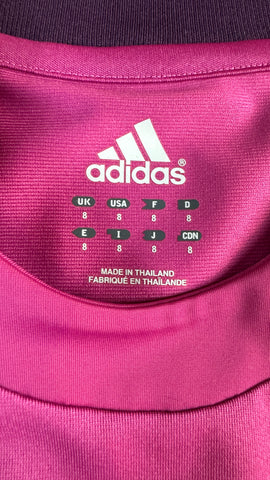 adidas®
UK USA F D
8 8 8 8
E I J CDN
8 8 8 8
MADE IN THAILAND
FABRIQUÉ EN THAÏLANDE